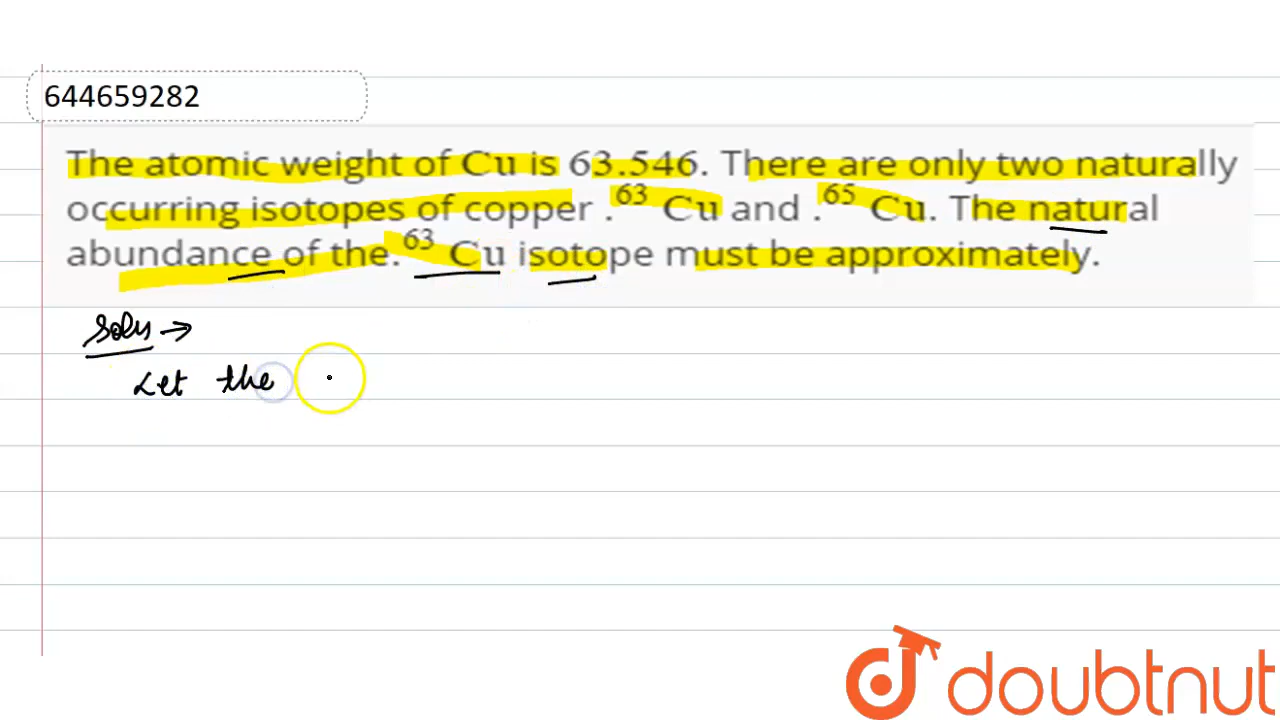 644659282
The atomic weight of Cu is 63.546. There are only two naturally
occurring isotopes of copper .⁶³ Cu and .⁶⁵ Cu. The natural
abundance of the.⁶³ Cu isotope must be approximately.
Soln →
Let the
doubtnut